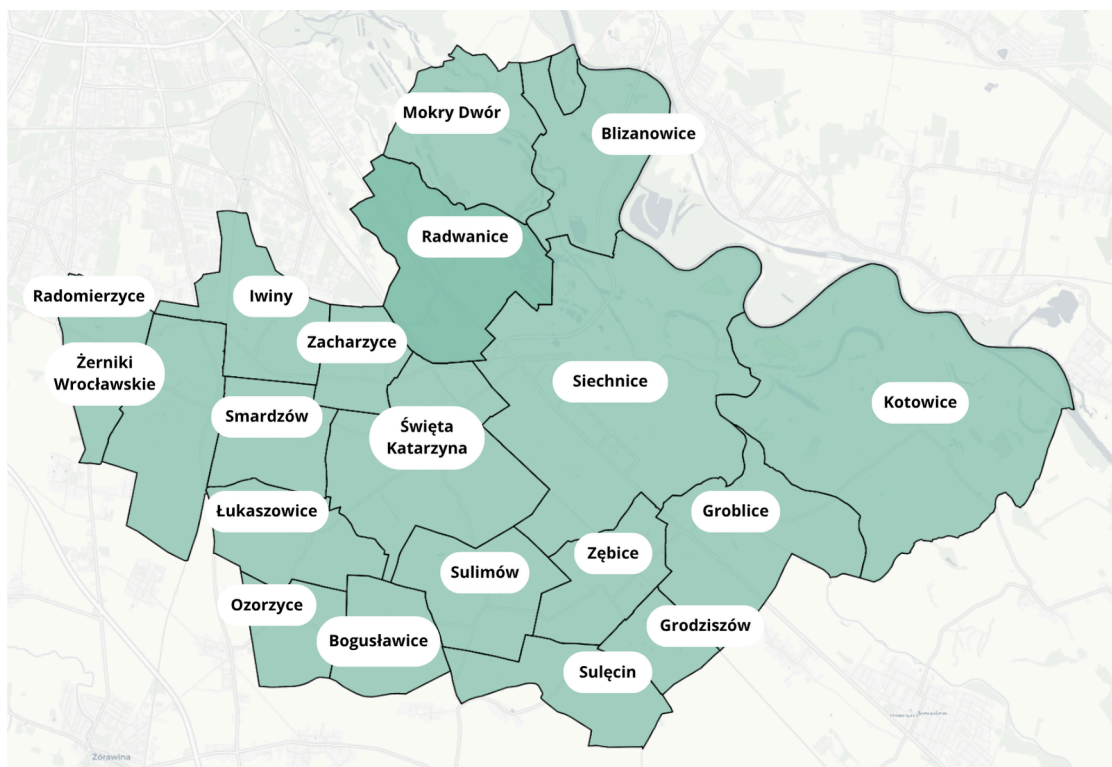 Mokry Dwór
Blizanowice
Radwanice
Radomierzyce
Iwiny
Zacharzyce
Żerniki
Wrocławskie
Siechnice
Kotowice
Smardzów
Święta
Katarzyna
Łukaszowice
Groblice
Zębice
Sulimów
Ozorzyce
Bogusławice
Grodziszów
Sulęcin
Żórawina